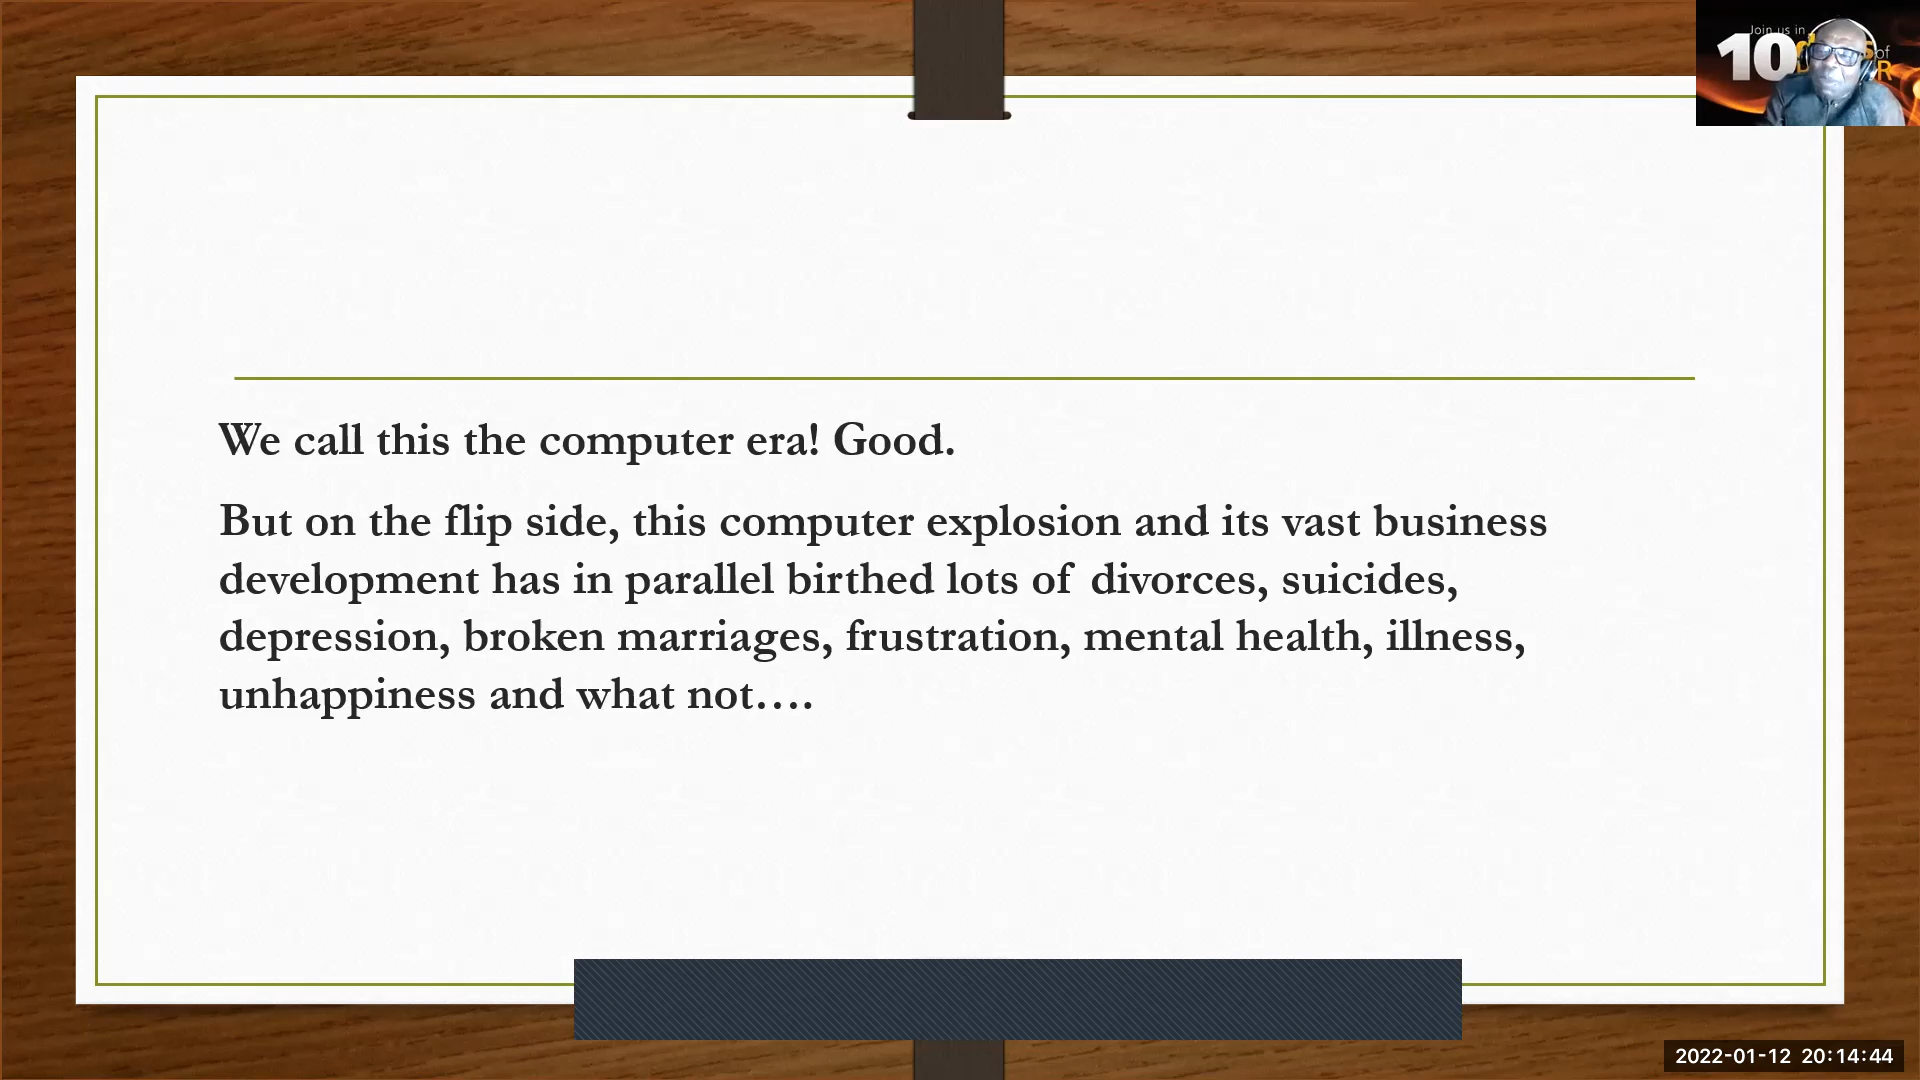 Join us in
10
of
R
We call this the computer era! Good.
But on the flip side, this computer explosion and its vast business
development has in parallel birthed lots of divorces, suicides,
depression, broken marriages, frustration, mental health, illness,
unhappiness and what not….
2022-01-12 20:14:44